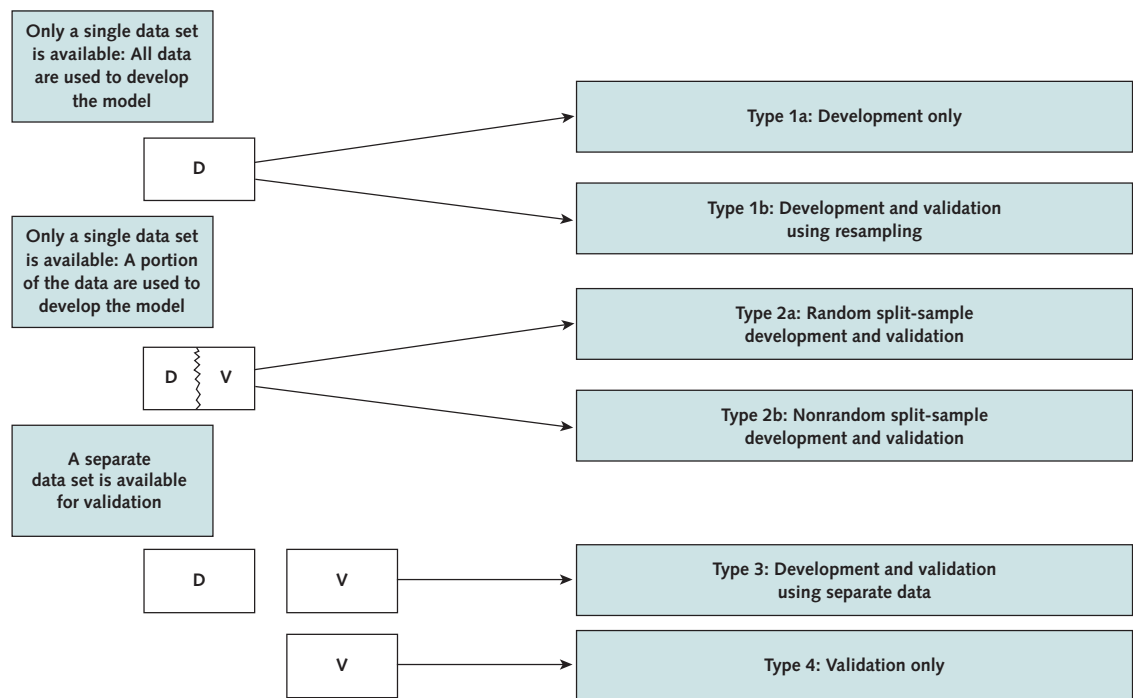 Only a single data set
is available: All data
are used to develop
the model
D
Type 1a: Development only
Type 1b: Development and validation
using resampling
Only a single data set
is available: A portion
of the data are used to
develop the model
D V
Type 2a: Random split-sample
development and validation
Type 2b: Nonrandom split-sample
development and validation
A separate
data set is available
for validation
D
V
Type 3: Development and validation
using separate data
V
Type 4: Validation only